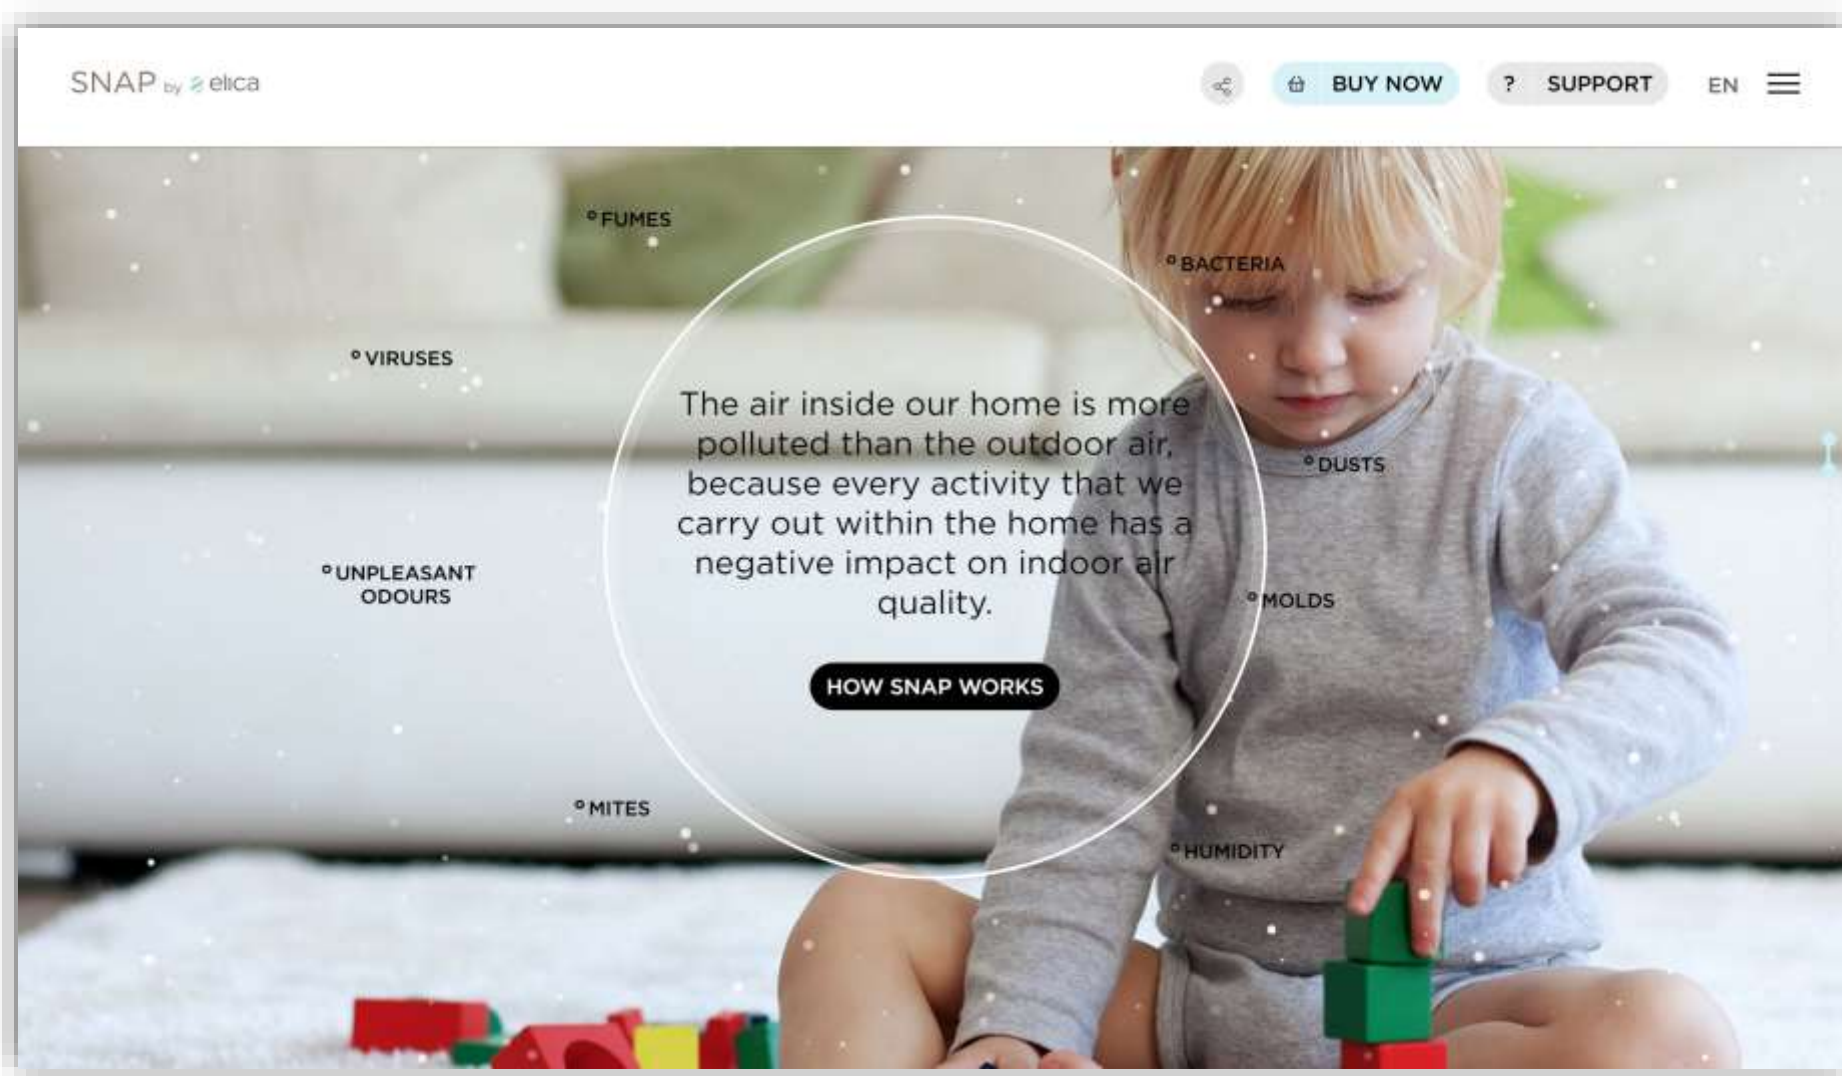 SNAP by elica
BUY NOW
? SUPPORT
EN
FUMES
BACTERIA
VIRUSES
The air inside our home is more
polluted than the outdoor air,
because every activity that we
carry out within the home has a
negative impact on indoor air
quality.
DUSTS
UNPLEASANT
ODOURS
MOLDS
HOW SNAP WORKS
MITES
HUMIDITY